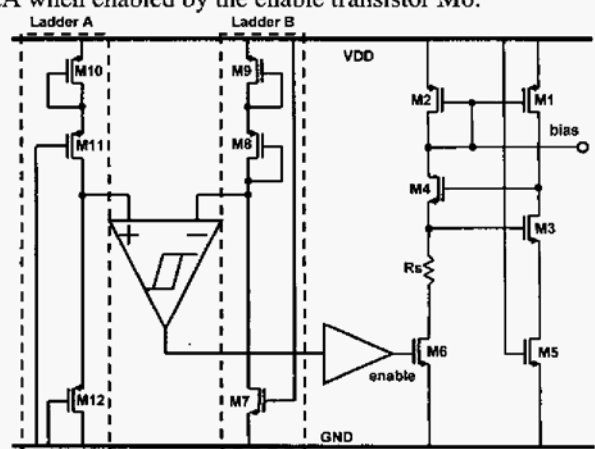 A when enabled by the enable transistor M6.
Ladder A
Ladder B
VDD
M10
M9
M2
M1
bias
M11
M8
M4
M3
+
−
Rs
M6
M5
enable
M12
M7
GND